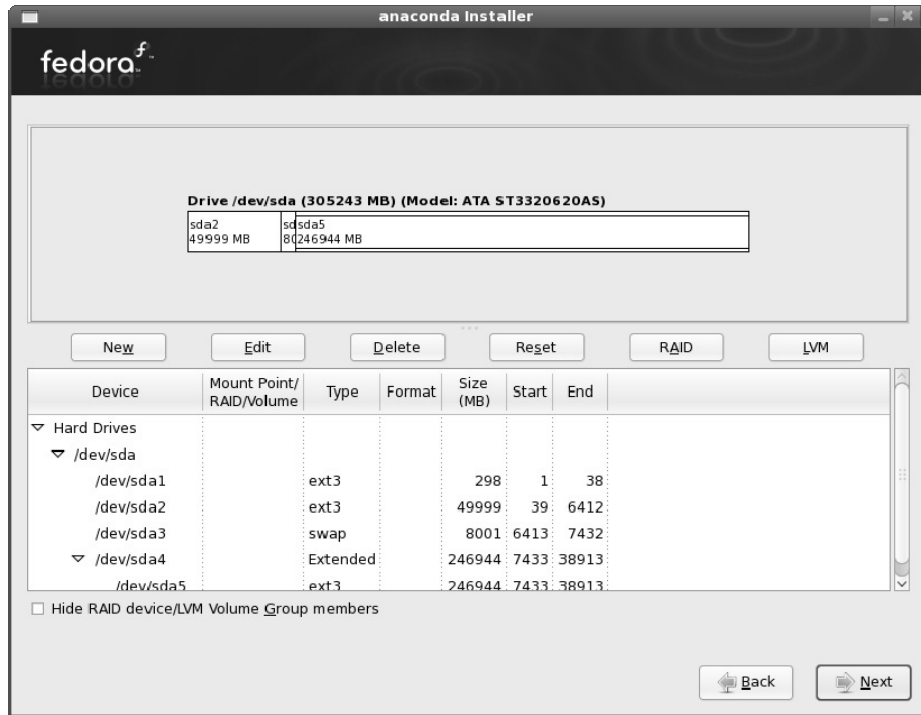 anaconda Installer
fedora
Drive /dev/sda (305243 MB) (Model: ATA ST3320620AS)
sda2 sd sda5
49999 MB 80 246944 MB
New Edit Delete Reset RAID LVM
Device Mount Point/ RAID/Volume Type Format Size (MB) Start End
Hard Drives
/dev/sda
/dev/sda1 ext3 298 1 38
/dev/sda2 ext3 49999 39 6412
/dev/sda3 swap 8001 6413 7432
/dev/sda4 Extended 246944 7433 38913
/dev/sda5 ext3 246944 7433 38913
Hide RAID device/LVM Volume Group members
Back Next